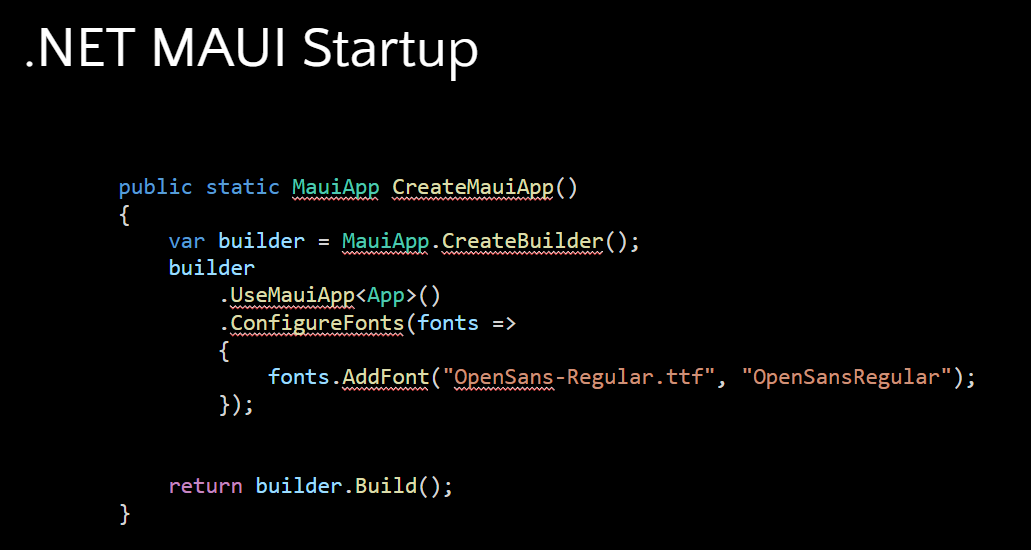 .NET MAUI Startup
public static MauiApp CreateMauiApp()
{
    var builder = MauiApp.CreateBuilder();
    builder
        .UseMauiApp<App>()
        .ConfigureFonts(fonts =>
        {
            fonts.AddFont("OpenSans-Regular.ttf", "OpenSansRegular");
        });
    return builder.Build();
}